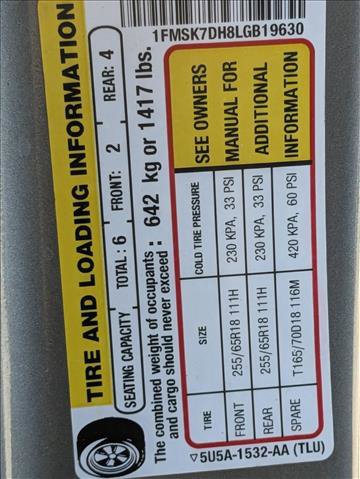 1FMSK7DH8LGB19630
TIRE AND LOADING INFORMATION
SEATING CAPACITY TOTAL : 6 FRONT: 2 REAR: 4
The combined weight of occupants
and cargo should never exceed : 642 kg or 1417 lbs.
TIRE SIZE COLD TIRE PRESSURE
FRONT 255/65R18 111H 230 KPA, 33 PSI
REAR 255/65R18 111H 230 KPA, 33 PSI
SPARE T165/70D18 116M 420 KPA, 60 PSI
SEE OWNERS
MANUAL FOR
ADDITIONAL
INFORMATION
▽5U5A-1532-AA (TLU)